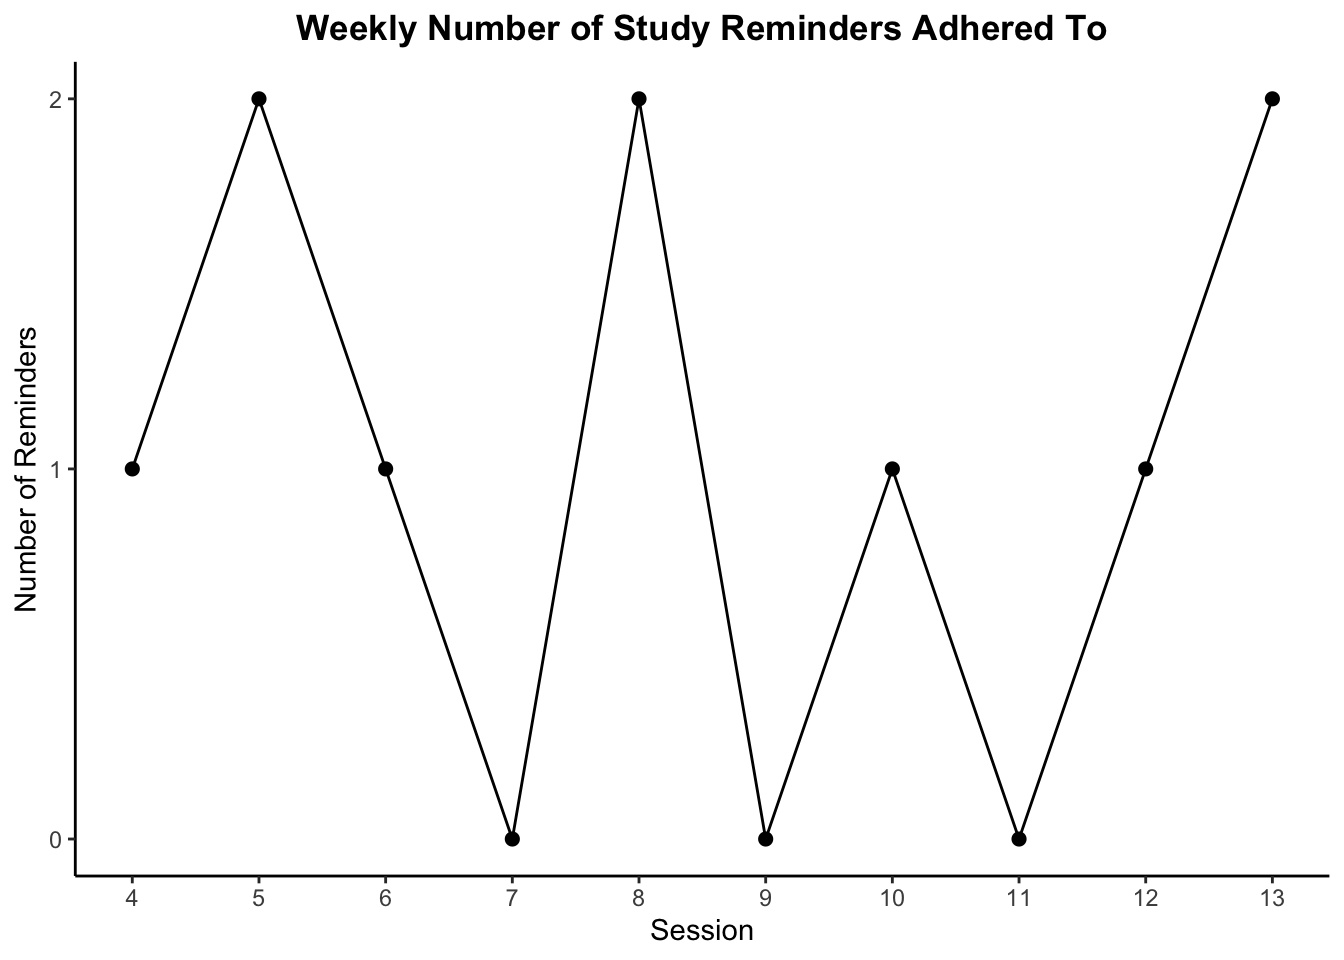 Weekly Number of Study Reminders Adhered To
Number of Reminders
2
1
0
4 5 6 7 8 9 10 11 12 13
Session